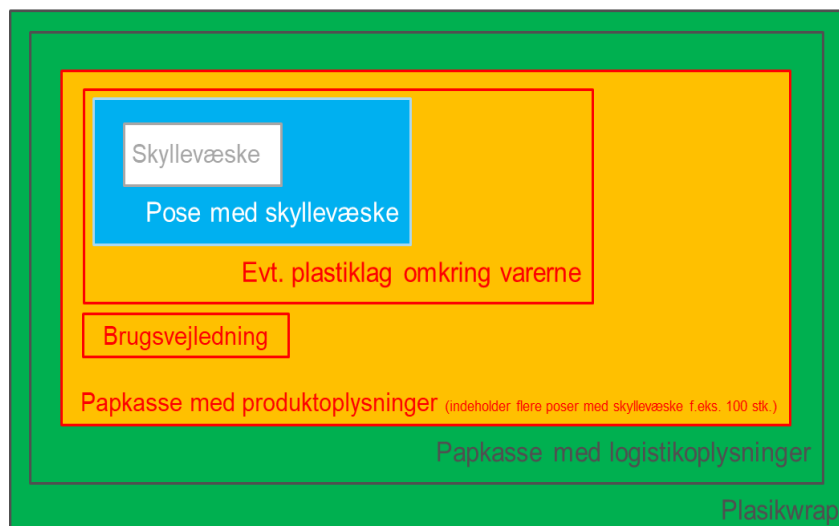 Skyllevæske
Pose med skyllevæske
Evt. plastiklag omkring varerne
Brugsvejledning
Papkasse med produktoplysninger (indeholder flere poser med skyllevæske f.eks. 100 stk.)
Papkasse med logistikoplysninger
Plasikwrap